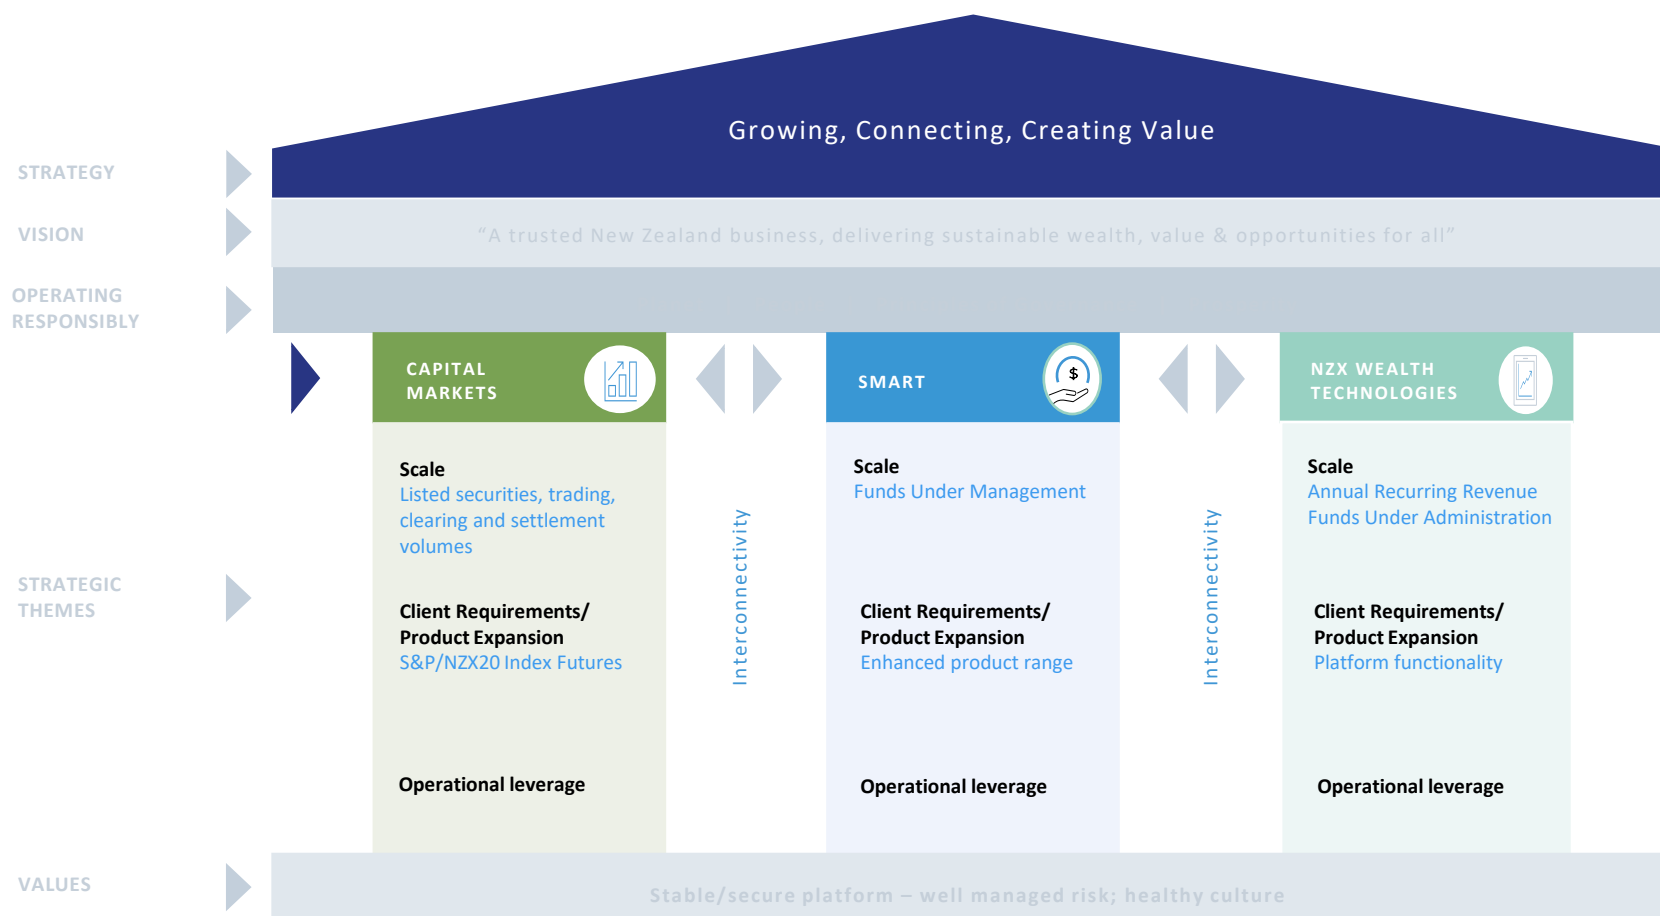 Growing, Connecting, Creating Value
STRATEGY
VISION
“A trusted New Zealand business, delivering sustainable wealth, value & opportunities for all”
OPERATING
RESPONSIBLY
CAPITAL
MARKETS
SMART
$
NZX WEALTH
TECHNOLOGIES
Scale
Listed securities, trading,
clearing and settlement
volumes
Client Requirements/
Product Expansion
S&P/NZX20 Index Futures
Operational leverage
Interconnectivity
Scale
Funds Under Management
Client Requirements/
Product Expansion
Enhanced product range
Operational leverage
Interconnectivity
Scale
Annual Recurring Revenue
Funds Under Administration
Client Requirements/
Product Expansion
Platform functionality
Operational leverage
STRATEGIC
THEMES
VALUES
Stable/secure platform – well managed risk; healthy culture